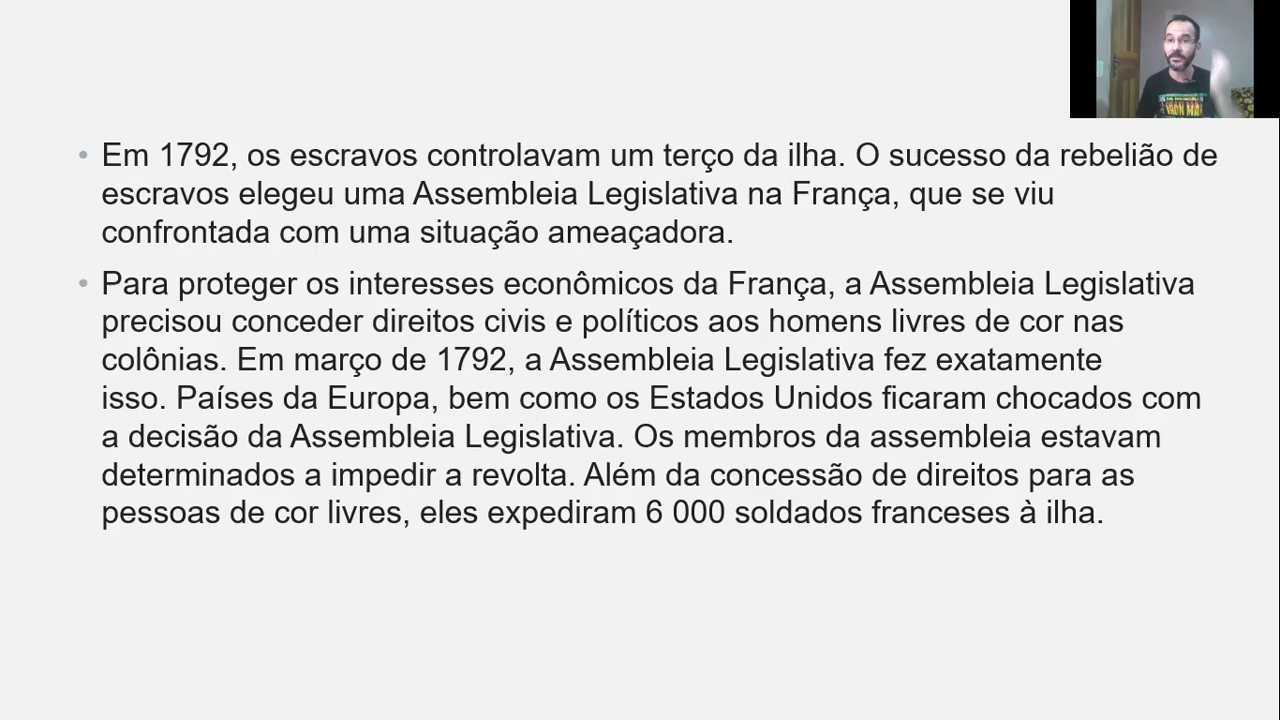 Em 1792, os escravos controlavam um terço da ilha. O sucesso da rebelião de
escravos elegeu uma Assembleia Legislativa na França, que se viu
confrontada com uma situação ameaçadora.
Para proteger os interesses econômicos da França, a Assembleia Legislativa
precisou conceder direitos civis e políticos aos homens livres de cor nas
colônias. Em março de 1792, a Assembleia Legislativa fez exatamente
isso. Países da Europa, bem como os Estados Unidos ficaram chocados com
a decisão da Assembleia Legislativa. Os membros da assembleia estavam
determinados a impedir a revolta. Além da concessão de direitos para as
pessoas de cor livres, eles expediram 6 000 soldados franceses à ilha.